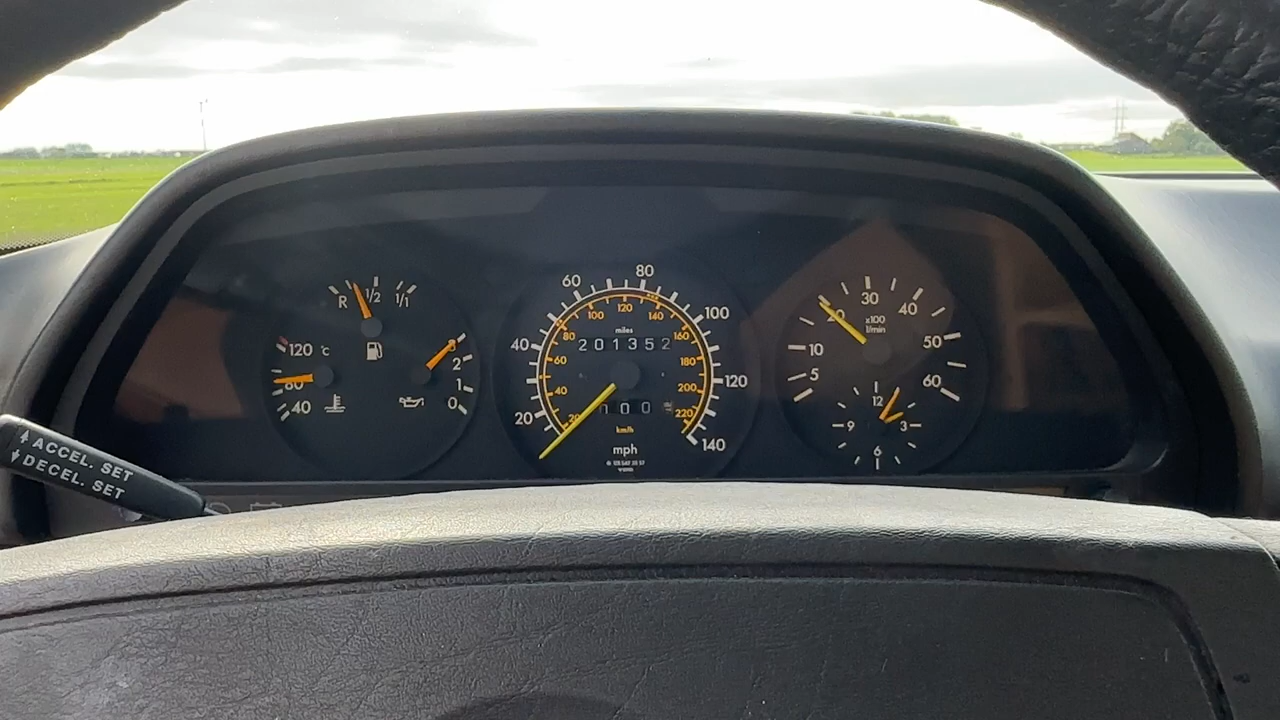 ACCEL. SET
DECEL. SET
R 1/2 1/1
120 °C
80
40
3
2
1
0
20 40 60 80 100 120 140
20 40 60 80 100 120 140 160 180 200 220
miles
201352
000
km/h
mph
5 10 20 30 40 50 60
x100
1/min
12
3
6
9